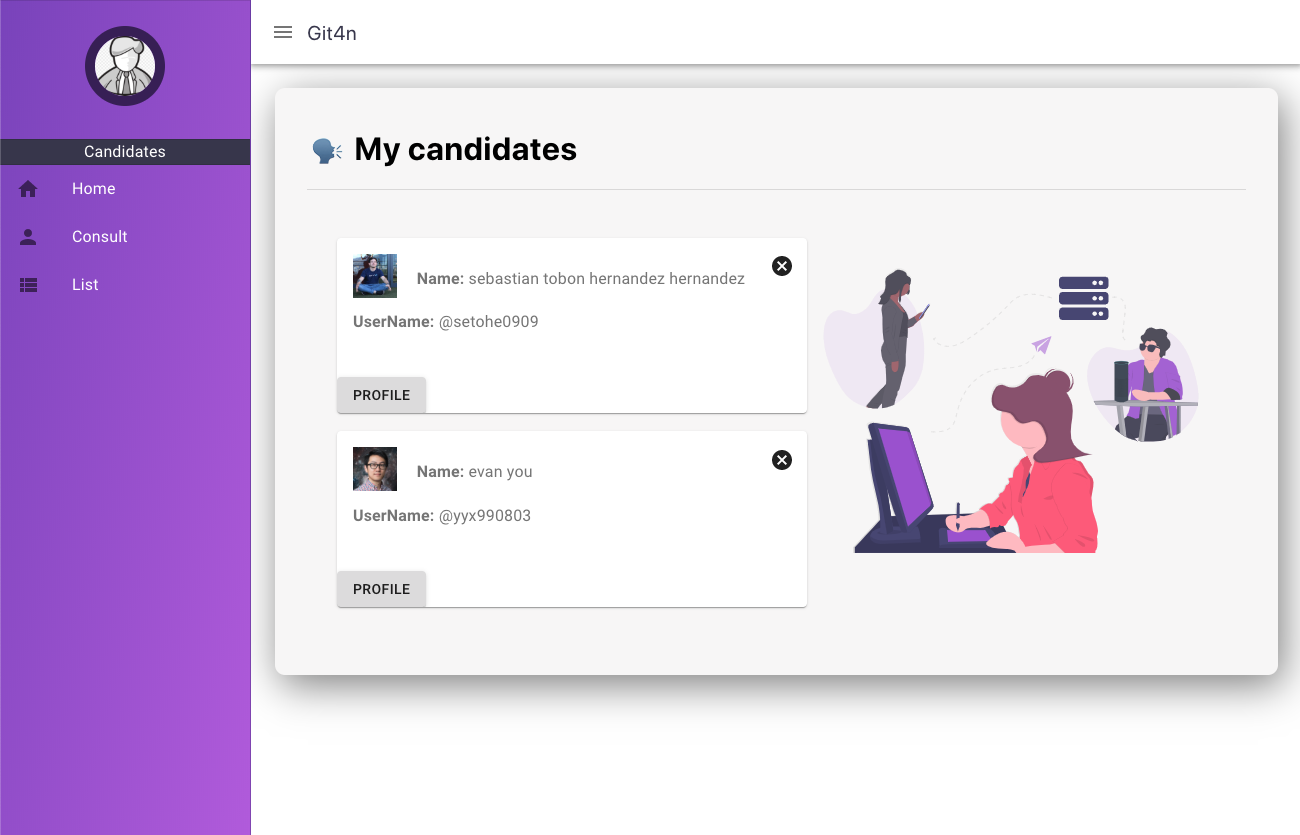 Git4n
Candidates
Home
Consult
List
🗣️ My candidates
Name: sebastian tobon hernandez hernandez
UserName: @setohe0909
PROFILE
Name: evan you
UserName: @yyx990803
PROFILE